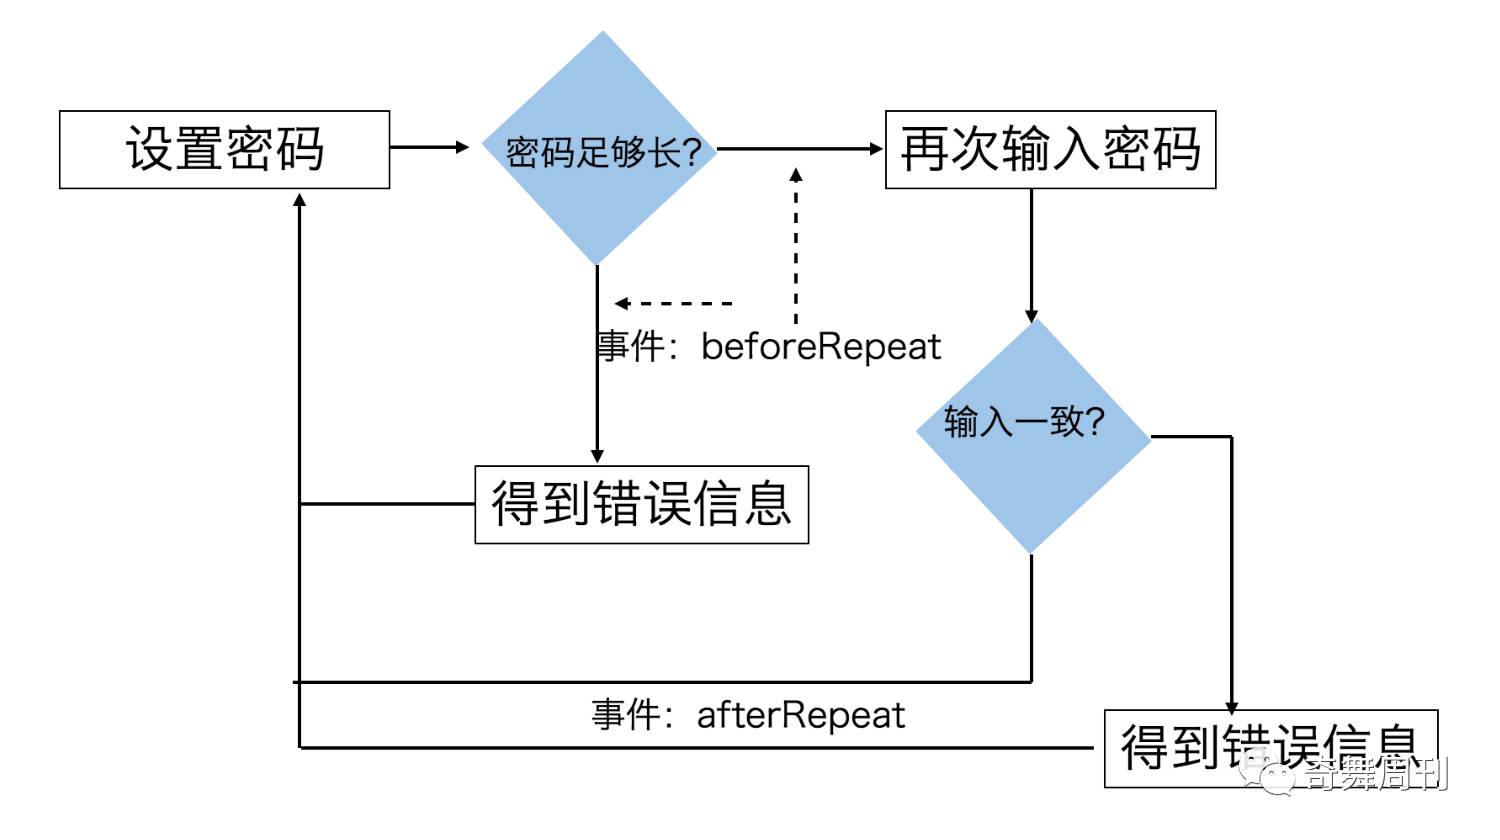 设置密码
密码足够长?
再次输入密码
事件：beforeRepeat
输入一致?
得到错误信息
事件：afterRepeat
得到错误信息
奇舞周刊